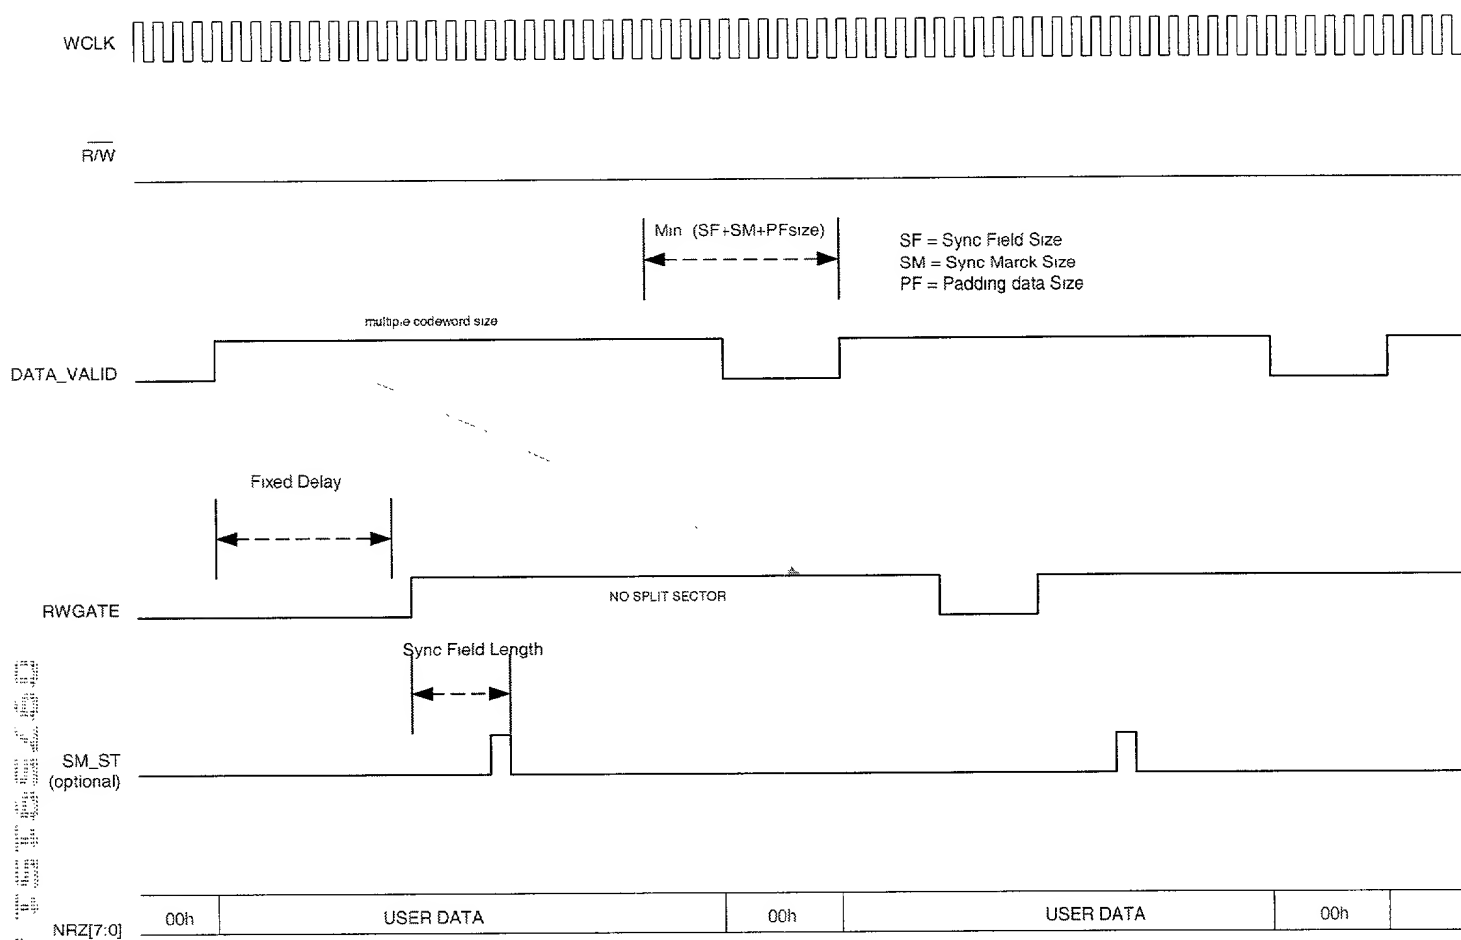 WCLK
R/W
Min (SF+SM+PFsize)
SF = Sync Field Size
SM = Sync Marck Size
PF = Padding data Size
multiple codeword size
DATA_VALID
Fixed Delay
NO SPLIT SECTOR
RWGATE
Sync Field Length
SM_ST
(optional)
00h USER DATA 00h USER DATA 00h
NRZ[7:0]